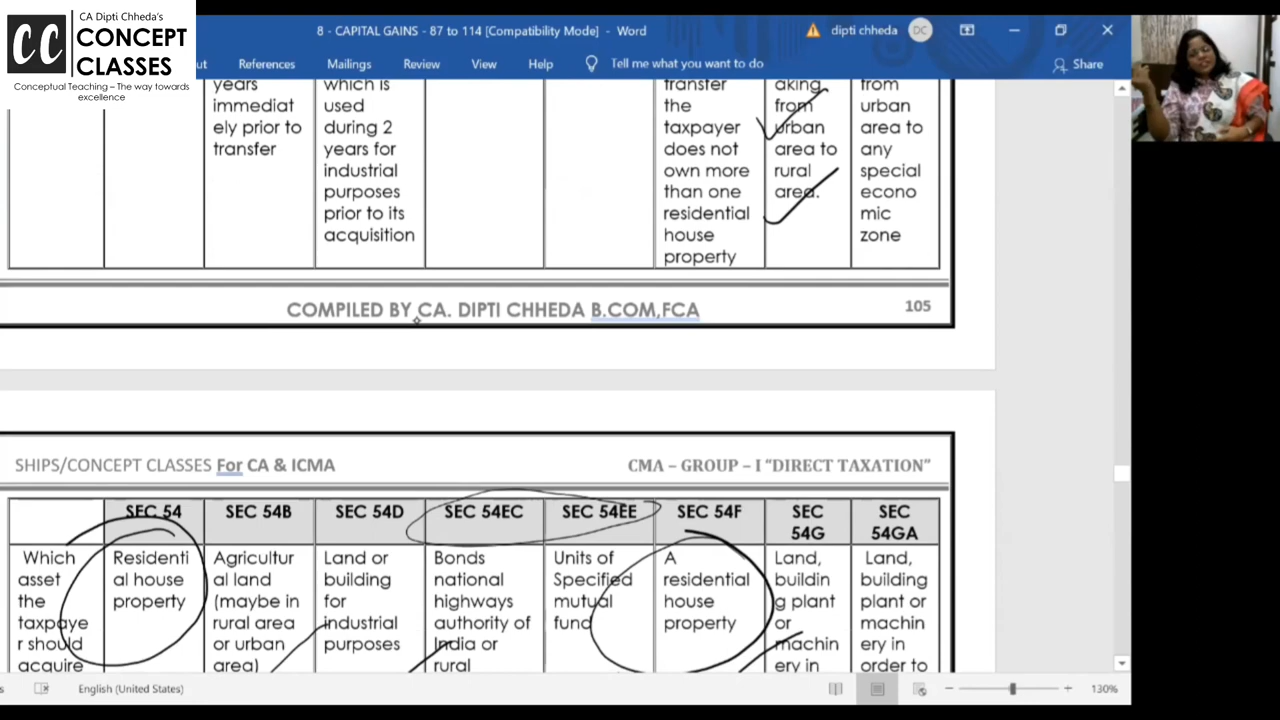 CA Dipti Chheda's
CC
CONCEPT
CLASSES
Conceptual Teaching – The way towards
excellence
8 - CAPITAL GAINS - 87 to 114 [Compatibility Mode] - Word
dipti chheda
DC
ut
References
Mailings
Review
View
Help
Tell me what you want to do
Share
years
immediat
ely prior to
transfer
which is
used
during 2
years for
industrial
purposes
prior to its
acquisition
transfer
the
taxpayer
does not
own more
than one
residential
house
property
aking
from
urban
area to
rural
area.
from
urban
area to
any
special
econo
mic
zone
COMPILED BY CA. DIPTI CHHEDA B.COM,FCA
105
SHIPS/CONCEPT CLASSES For CA & ICMA
CMA – GROUP – I "DIRECT TAXATION"
SEC 54
SEC 54B
SEC 54D
SEC 54EC
SEC 54EE
SEC 54F
SEC
54G
SEC
54GA
Which
asset
the
taxpaye
r should
acquire
Residenti
al house
property
Agricultur
al land
(maybe in
rural area
or urban
area)
Land or
building
for
industrial
purposes
Bonds
national
highways
authority of
India or
rural
Units of
Specified
mutual
fund
A
residential
house
property
Land,
buildin
g plant
or
machin
ery in
Land,
building
plant or
machin
ery in
order to
s
English (United States)
130%